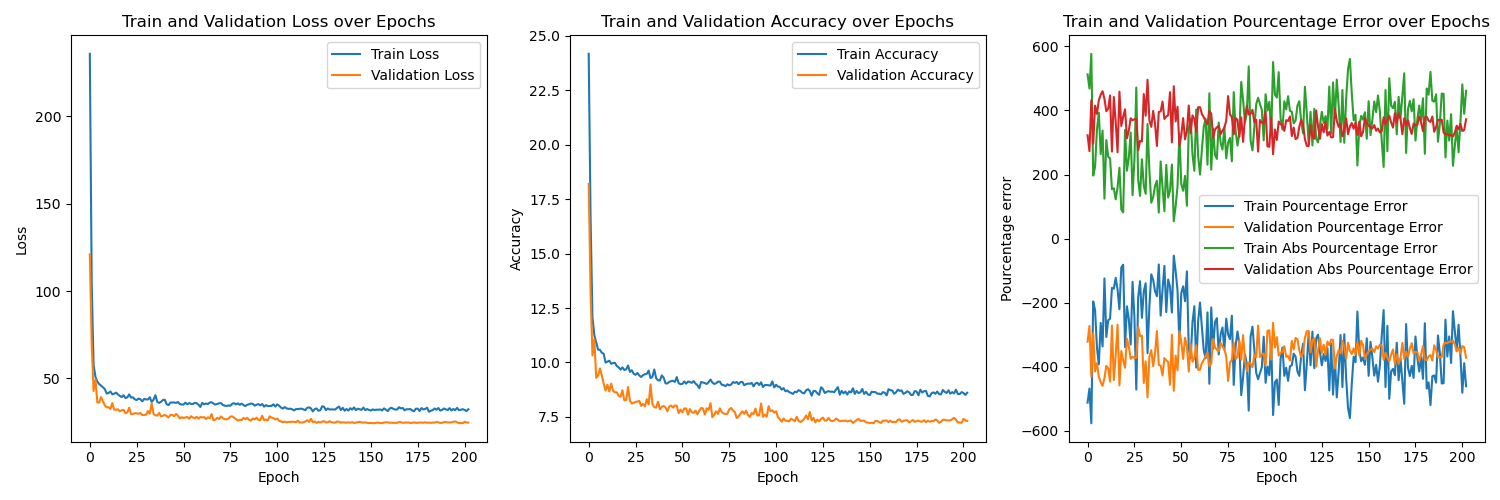 Train and Validation Loss over Epochs
Loss
200
150
100
50
0
25
50
75
100
125
150
175
200
Epoch
Train Loss
Validation Loss
Train and Validation Accuracy over Epochs
Accuracy
25.0
22.5
20.0
17.5
15.0
12.5
10.0
7.5
0
25
50
75
100
125
150
175
200
Epoch
Train Accuracy
Validation Accuracy
Train and Validation Pourcentage Error over Epochs
Pourcentage error
600
400
200
0
−200
−400
−600
0
25
50
75
100
125
150
175
200
Epoch
Train Pourcentage Error
Validation Pourcentage Error
Train Abs Pourcentage Error
Validation Abs Pourcentage Error